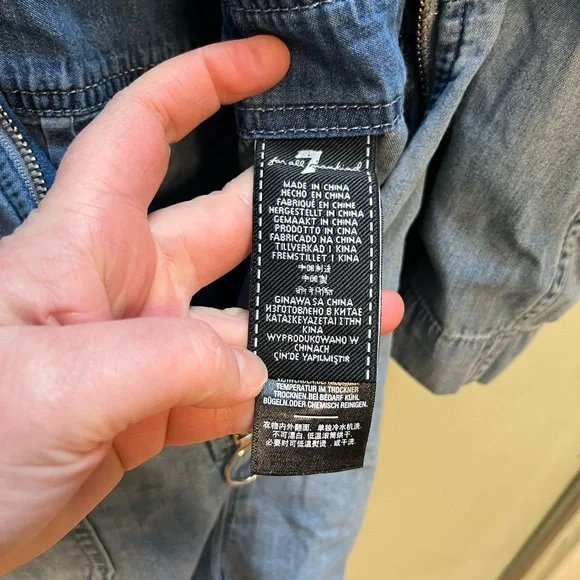 for all 7 mankind
MADE IN CHINA
HECHO EN CHINA
FABRIQUÉ EN CHINE
HERGESTELLT IN CHINA
GEMAAKT IN CHINA
PRODOTTO IN CINA
FABRICADO NA CHINA
TILLVERKAD I KINA
FREMSTILLET I KINA
中国制造
中國製
GINAWA SA CHINA
ИЗГОТОВЛЕНО В КИТАЕ
ΚΑΤΑΣΚΕΥΑΖΕΤΑΙ ΣΤΗΝ
ΚΙΝΑ
WYPRODUKOWANO W
CHINACH
ÇİN'DE YAPILMIŞTIR
TEMPERATUR IM TROCKNER
TROCKNEN.BEI BEDARF KÜHL
BÜGELN.ODER CHEMISCH REINIGEN.
衣物内外翻面, 单独冷水机洗.
不可漂白. 低温滚筒烘干.
必要时可低温熨烫, 或干洗.